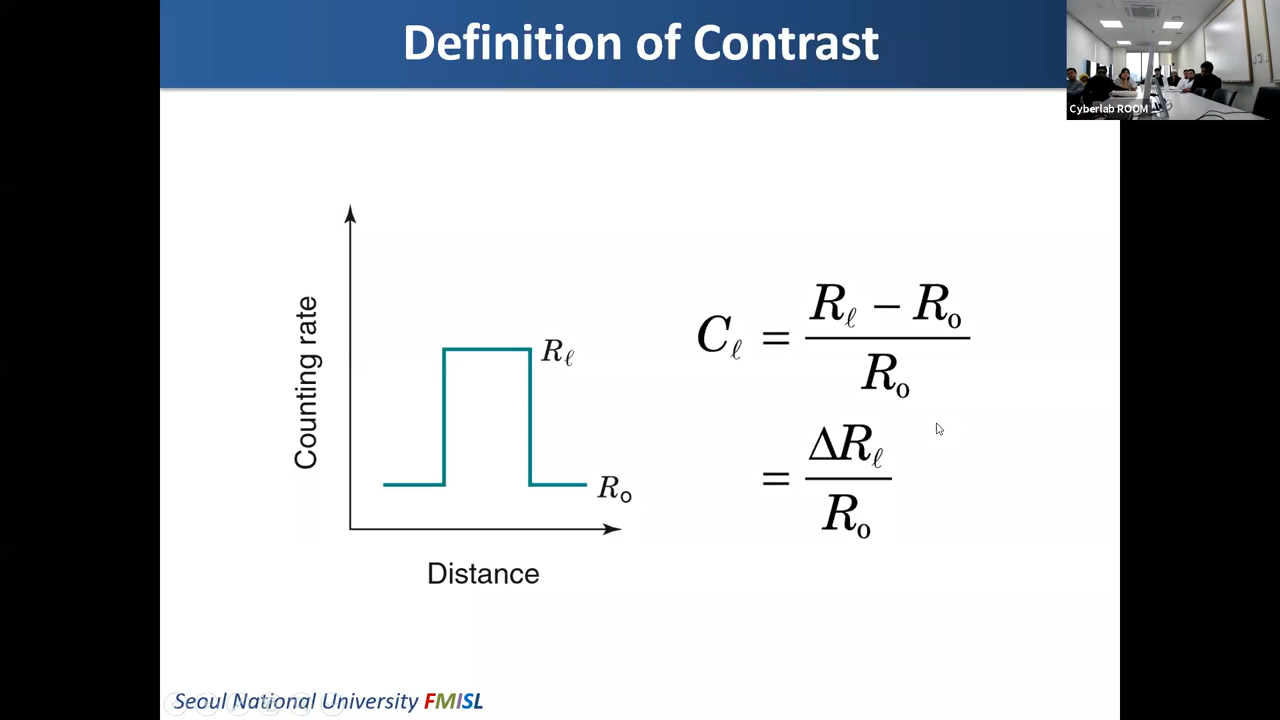 Definition of Contrast
Cyberlab ROOM
Counting rate
Rℓ
Ro
Distance
Cℓ = (Rℓ − Ro) / Ro
= ΔRℓ / Ro
Seoul National University FMISL